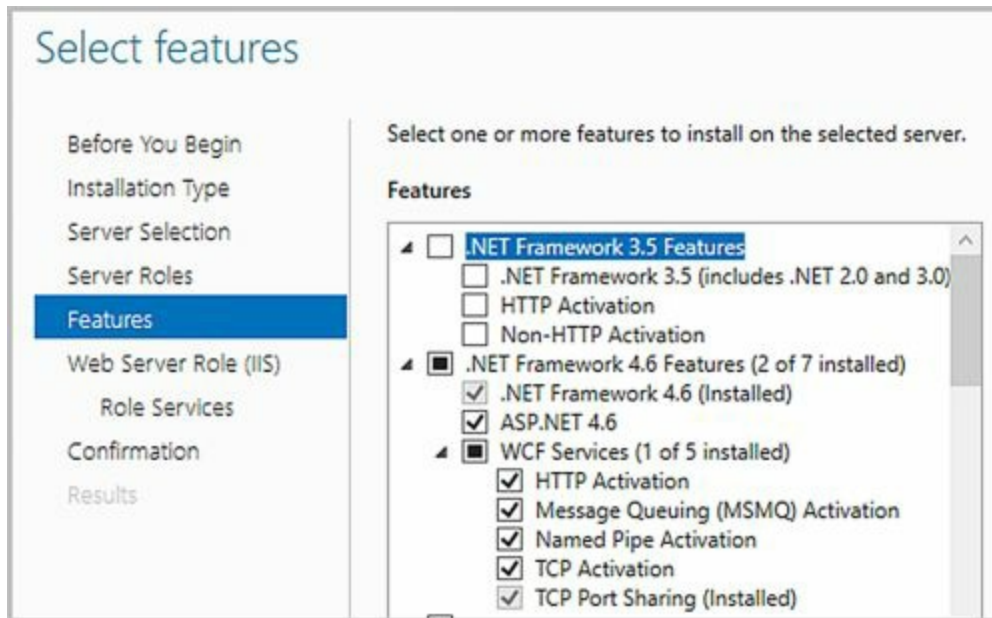 Select features
Before You Begin
Installation Type
Server Selection
Server Roles
Features
Web Server Role (IIS)
Role Services
Confirmation
Results
Select one or more features to install on the selected server.
Features
.NET Framework 3.5 Features
.NET Framework 3.5 (includes .NET 2.0 and 3.0)
HTTP Activation
Non-HTTP Activation
.NET Framework 4.6 Features (2 of 7 installed)
.NET Framework 4.6 (Installed)
ASP.NET 4.6
WCF Services (1 of 5 installed)
HTTP Activation
Message Queuing (MSMQ) Activation
Named Pipe Activation
TCP Activation
TCP Port Sharing (Installed)